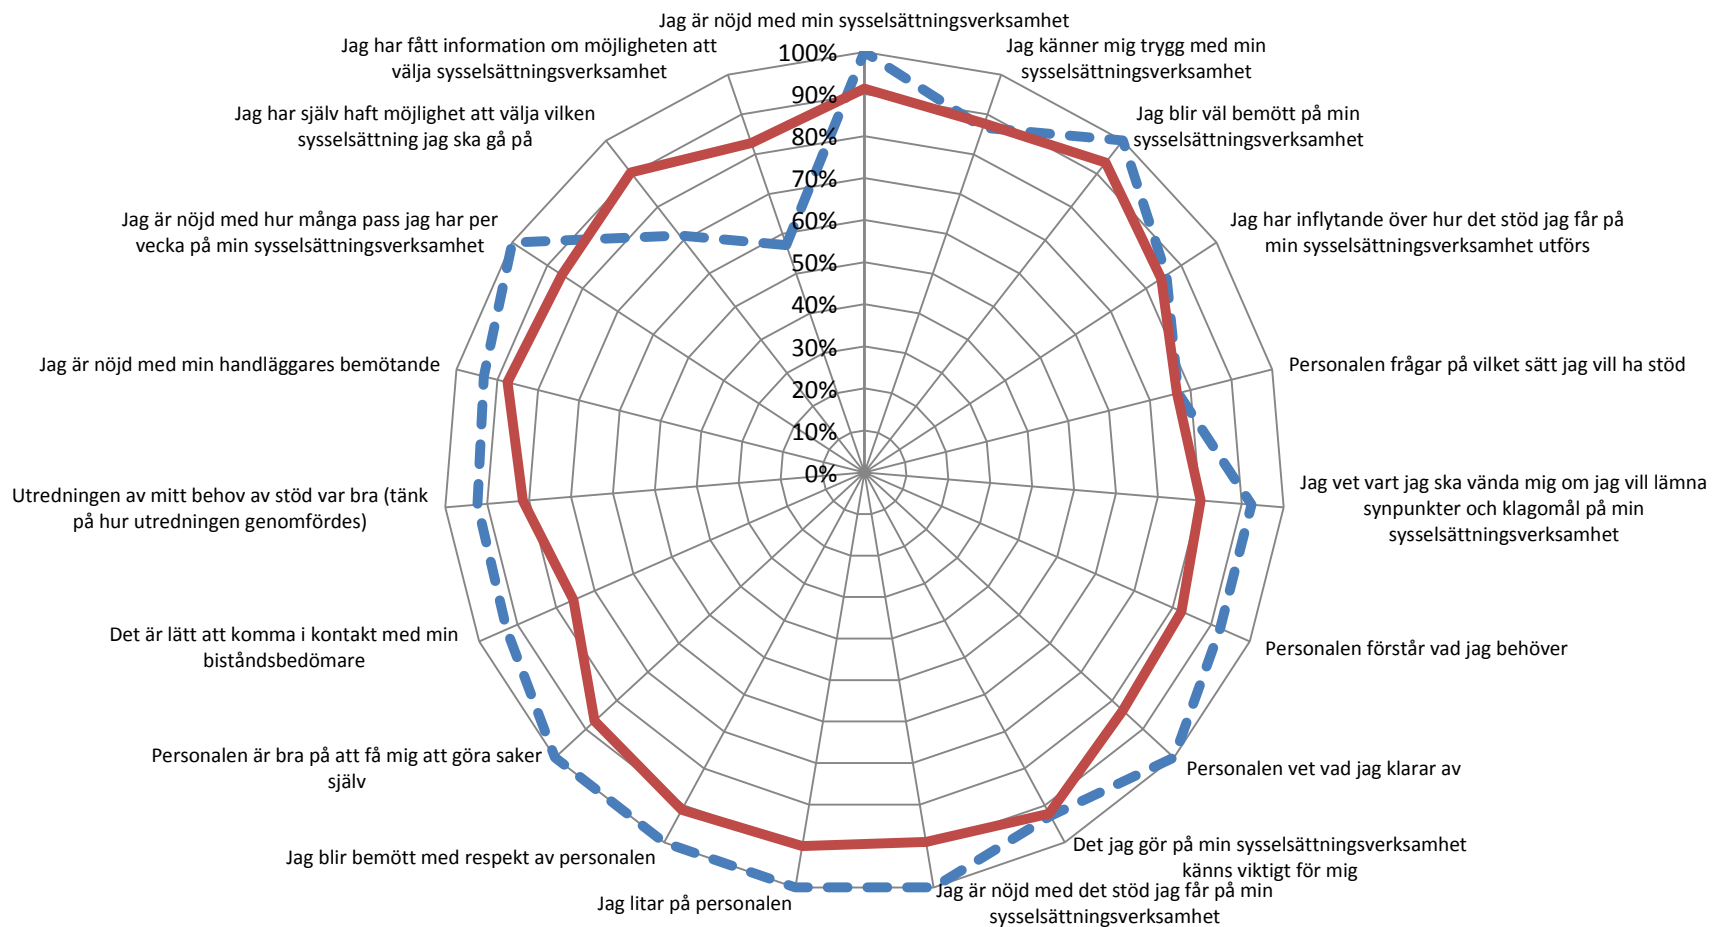 Jag är nöjd med min sysselsättningsverksamhet
Jag känner mig trygg med min
sysselsättningsverksamhet
Jag blir väl bemött på min
sysselsättningsverksamhet
Jag har inflytande över hur det stöd jag får på
min sysselsättningsverksamhet utförs
Personalen frågar på vilket sätt jag vill ha stöd
Jag vet vart jag ska vända mig om jag vill lämna
synpunkter och klagomål på min
sysselsättningsverksamhet
Personalen förstår vad jag behöver
Personalen vet vad jag klarar av
Det jag gör på min sysselsättningsverksamhet
känns viktigt för mig
Jag är nöjd med det stöd jag får på min
sysselsättningsverksamhet
Jag litar på personalen
Jag blir bemött med respekt av personalen
Personalen är bra på att få mig att göra saker
själv
Det är lätt att komma i kontakt med min
biståndsbedömare
Utredningen av mitt behov av stöd var bra (tänk
på hur utredningen genomfördes)
Jag är nöjd med min handläggares bemötande
Jag är nöjd med hur många pass jag har per
vecka på min sysselsättningsverksamhet
Jag har själv haft möjlighet att välja vilken
sysselsättning jag ska gå på
Jag har fått information om möjligheten att
välja sysselsättningsverksamhet
100%
90%
80%
70%
60%
50%
40%
30%
20%
10%
0%